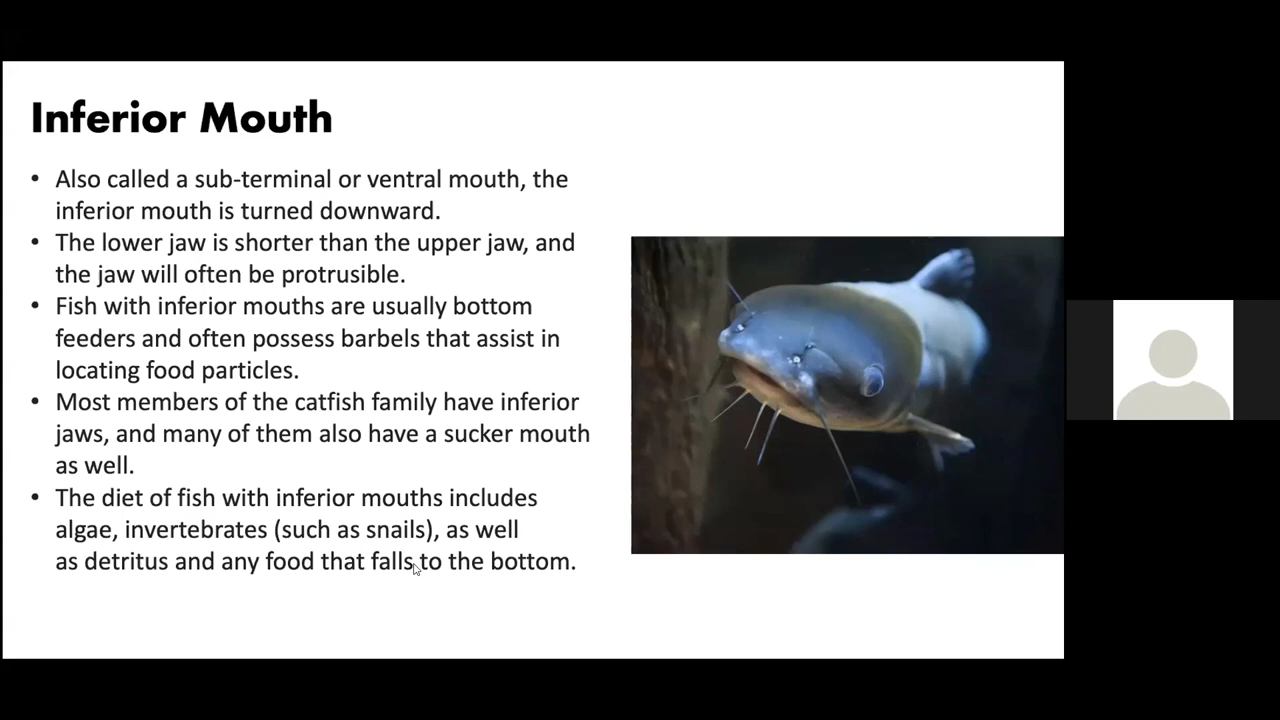 Inferior Mouth
• Also called a sub-terminal or ventral mouth, the
inferior mouth is turned downward.
• The lower jaw is shorter than the upper jaw, and
the jaw will often be protrusible.
• Fish with inferior mouths are usually bottom
feeders and often possess barbels that assist in
locating food particles.
• Most members of the catfish family have inferior
jaws, and many of them also have a sucker mouth
as well.
• The diet of fish with inferior mouths includes
algae, invertebrates (such as snails), as well
as detritus and any food that falls to the bottom.